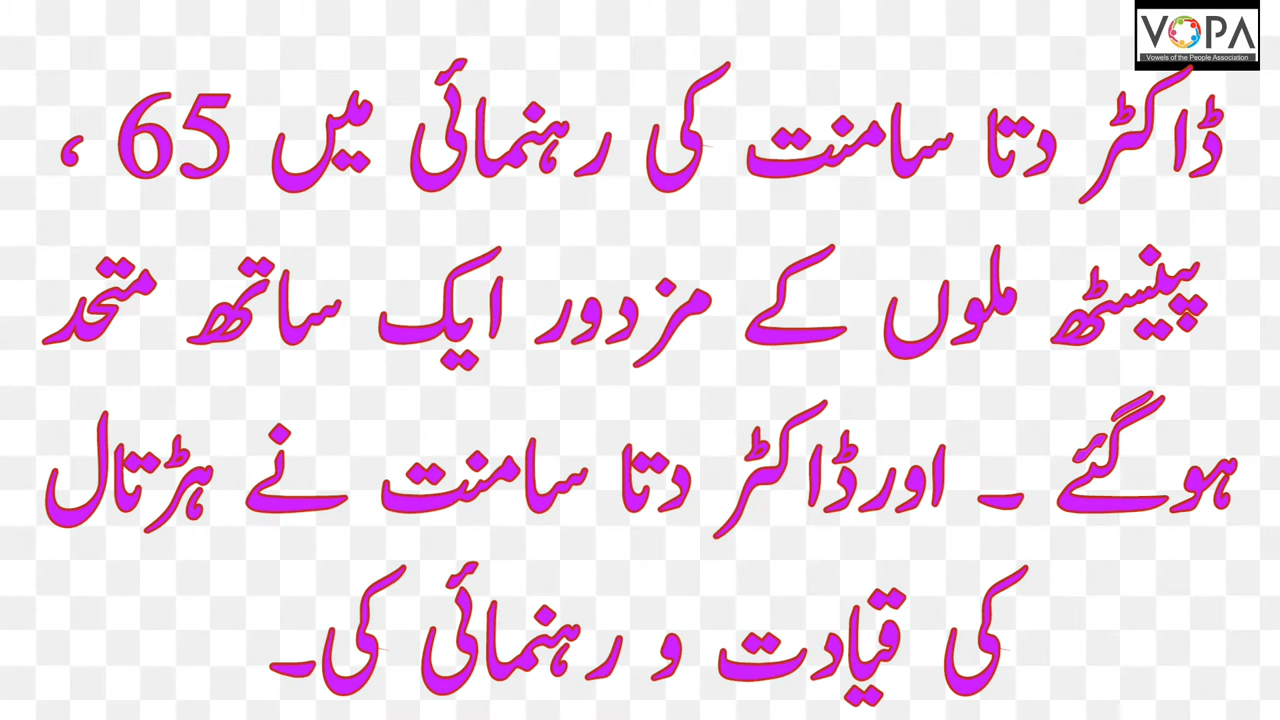 VOPA
Vowels of the People Association
ڈاکٹر دتا سامنت کی رہنمائی میں 65 ،
پینسٹھ ملوں کے مزدور ایک ساتھ متحد
ہوگئے ۔ اورڈاکٹر دتا سامنت نے ہڑتال
کی قیادت و رہنمائی کی۔